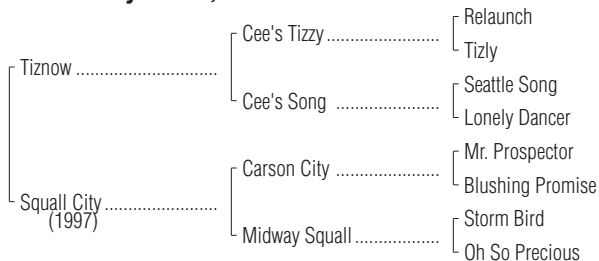 Relaunch
Cee's Tizzy ........................
Tizly
Tiznow ..............................
Seattle Song
Cee's Song ......................
Lonely Dancer
Mr. Prospector
Carson City ......................
Blushing Promise
Squall City ........................
(1997)
Storm Bird
Midway Squall ..................
Oh So Precious